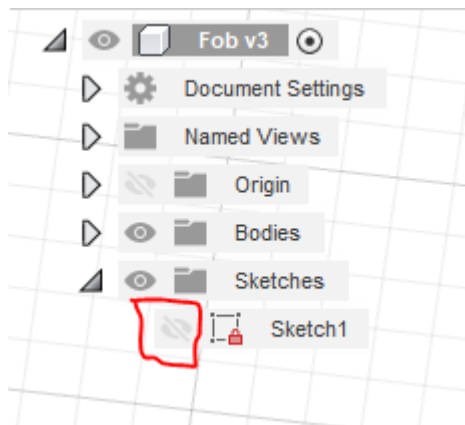 Fob v3
Document Settings
Named Views
Origin
Bodies
Sketches
Sketch1